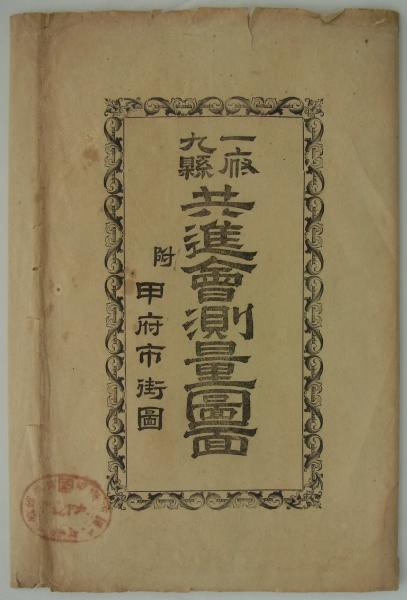 一府
九縣
共進會測量圖面
附
甲府市街圖